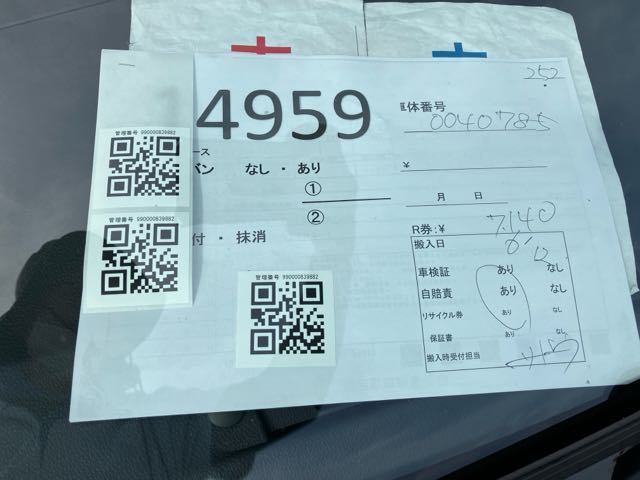 252
4959
車体番号
0040785
管理番号 990000839882
ース
バン なし・あり
¥
①
②
月 日
管理番号 990000839882
付・抹消
R券:¥ 7140
搬入日 6/12
管理番号 990000839882
車検証 あり なし
自賠責 あり なし
リサイクル券 あり なし
保証書 あり なし
搬入時受付担当